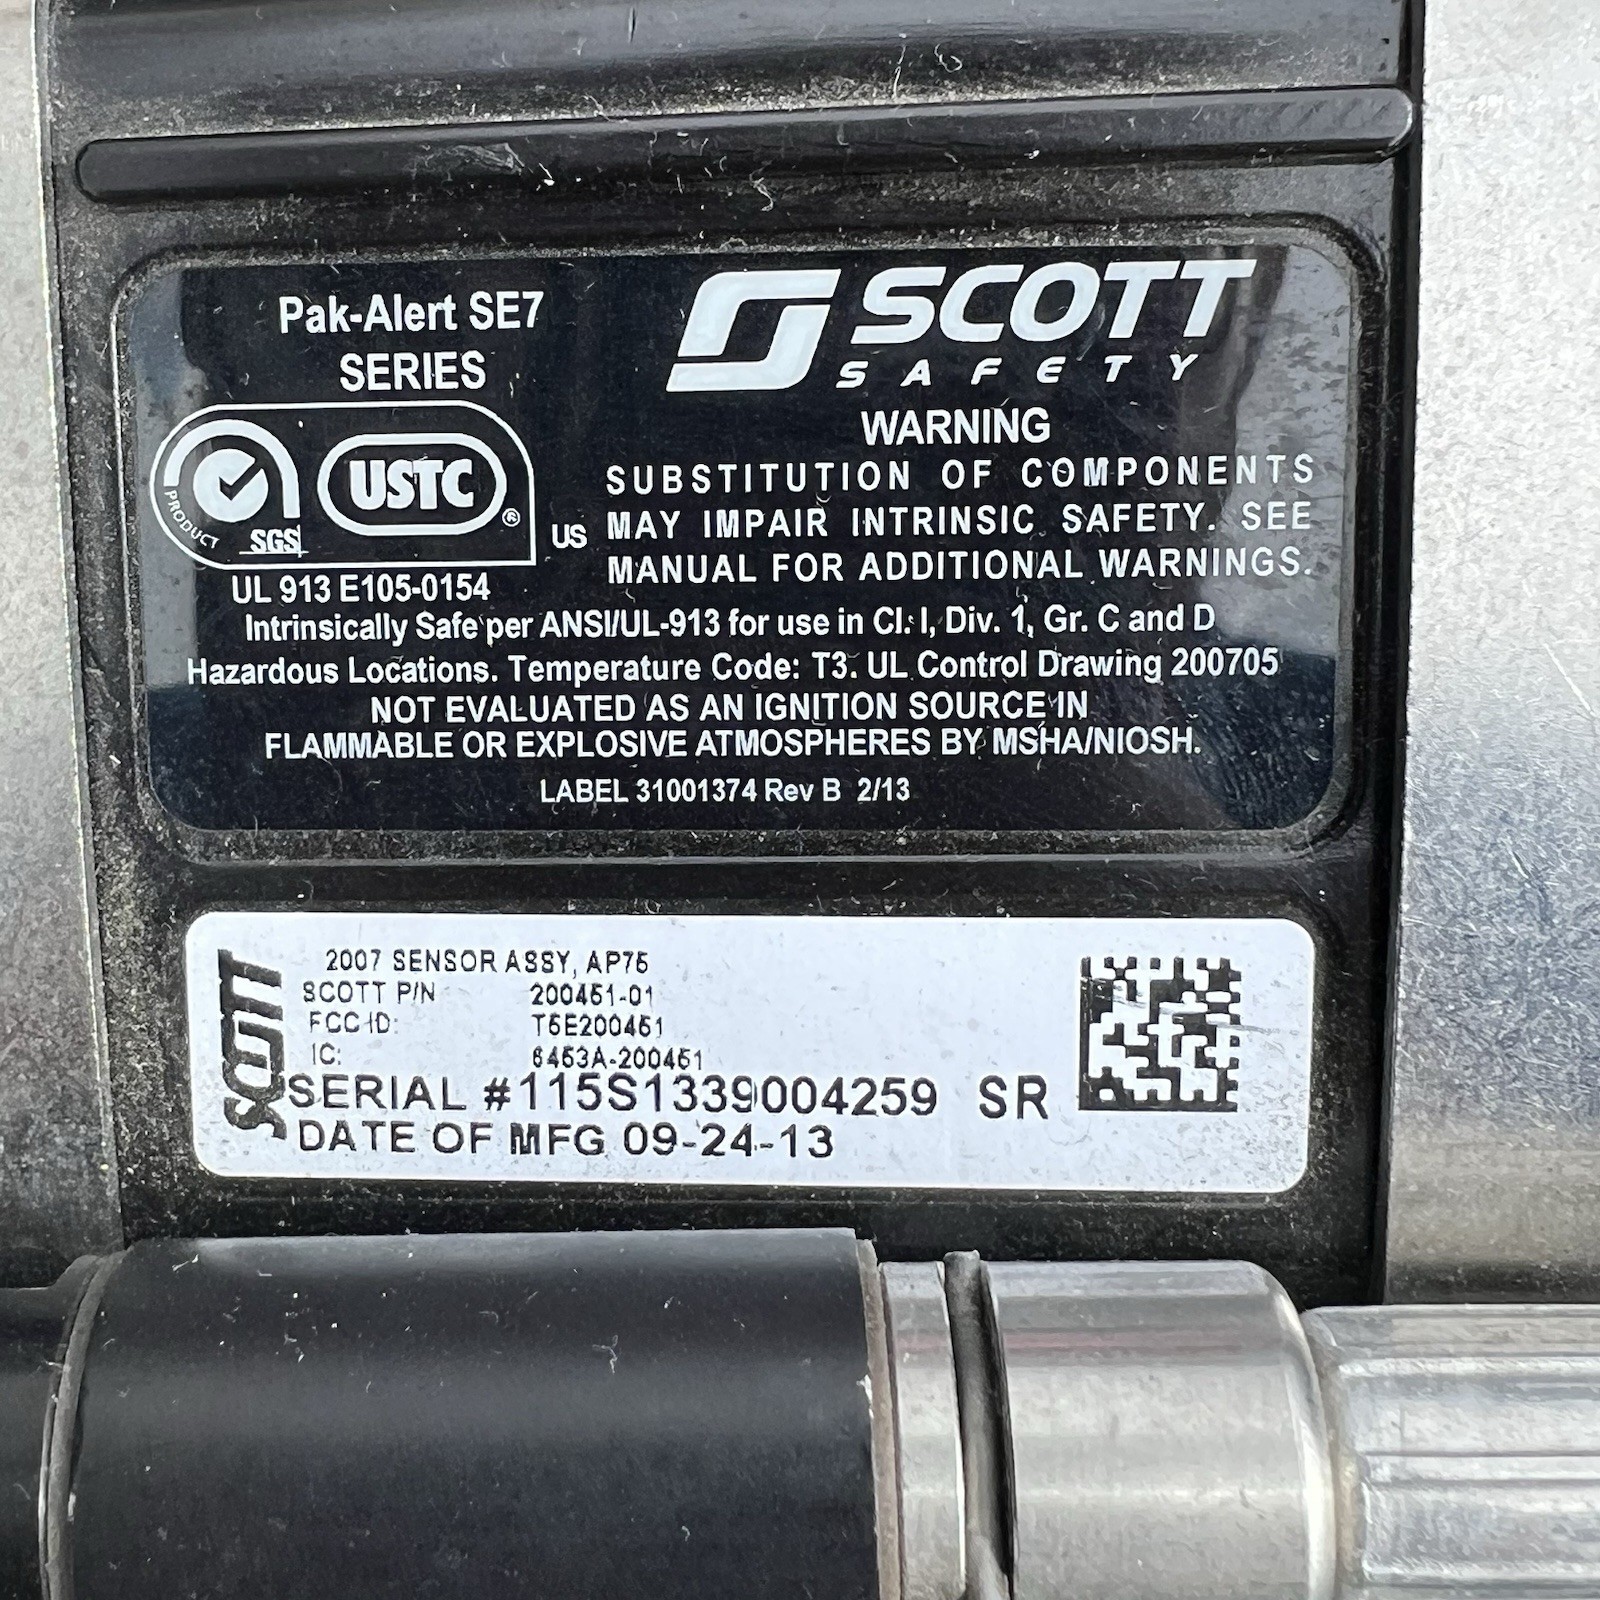 Pak-Alert SE7
SERIES
SCOTT
SAFETY
PRODUCT
SGS
USTC
®
US
UL 913 E105-0154
WARNING
SUBSTITUTION OF COMPONENTS
MAY IMPAIR INTRINSIC SAFETY. SEE
MANUAL FOR ADDITIONAL WARNINGS.
Intrinsically Safe per ANSI/UL-913 for use in Cl. I, Div. 1, Gr. C and D
Hazardous Locations. Temperature Code: T3. UL Control Drawing 200705
NOT EVALUATED AS AN IGNITION SOURCE IN
FLAMMABLE OR EXPLOSIVE ATMOSPHERES BY MSHA/NIOSH.
LABEL 31001374 Rev B 2/13
SCOTT
2007 SENSOR ASSY, AP75
SCOTT P/N 200461-01
FCC ID: T5E200461
IC: 6453A-200461
SERIAL #115S1339004259 SR
DATE OF MFG 09-24-13